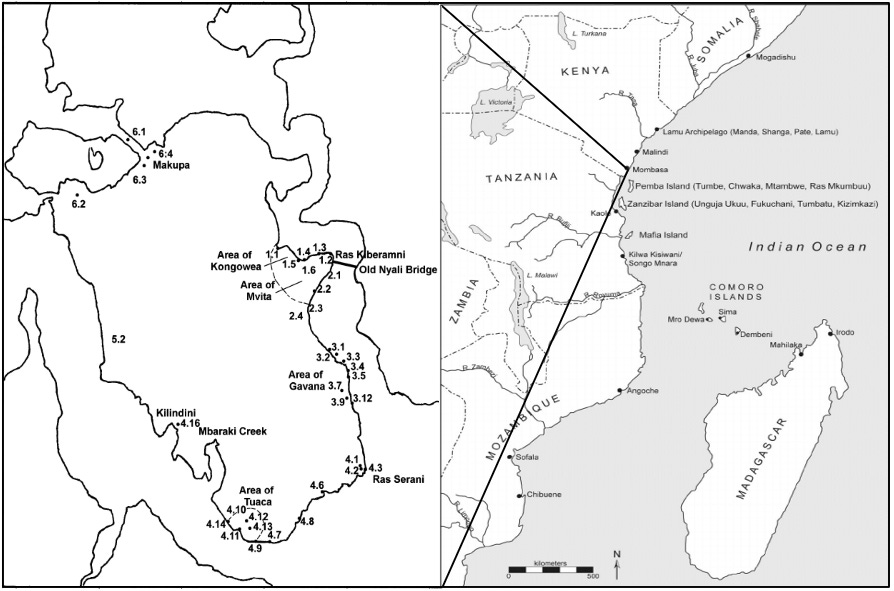 6.1
6:4
Makupa
6.3
6.2
Area of
Kongowea
1.1
1.4
1.3
1.5
1.2
1.6
Ras Kiberamni
Old Nyali Bridge
2.1
Area of
Mvita
2.2
2.3
2.4
5.2
3.1
3.2
3.3
3.4
3.5
Area of
Gavana
3.7
3.9
3.12
Kilindini
4.16
Mbaraki Creek
4.1
4.2
4.3
Ras Serani
4.6
Area of
Tuaca
4.10
4.12
4.14
4.13
4.11
4.7
4.8
4.9
L. Turkana
SOMALIA
R. Shabele
R. Juba
Mogadishu
KENYA
L. Victoria
R. Tana
Lamu Archipelago (Manda, Shanga, Pate, Lamu)
Malindi
Mombasa
TANZANIA
Pemba Island (Tumbe, Chwaka, Mtambwe, Ras Mkumbuu)
Zanzibar Island (Unguja Ukuu, Fukuchani, Tumbatu, Kizimkazi)
Kaole
R. Rufiji
Mafia Island
Indian Ocean
Kilwa Kisiwani/
Songo Mnara
L. Malawi
ZAMBIA
R. Rovuma
COMORO
ISLANDS
Mro Dewa
Sima
Dembeni
Irodo
Mahilaka
R. Zambezi
Angoche
MOZAMBIQUE
MADAGASCAR
Sofala
Chibuene
R. Limpopo
kilometers
0
500
N